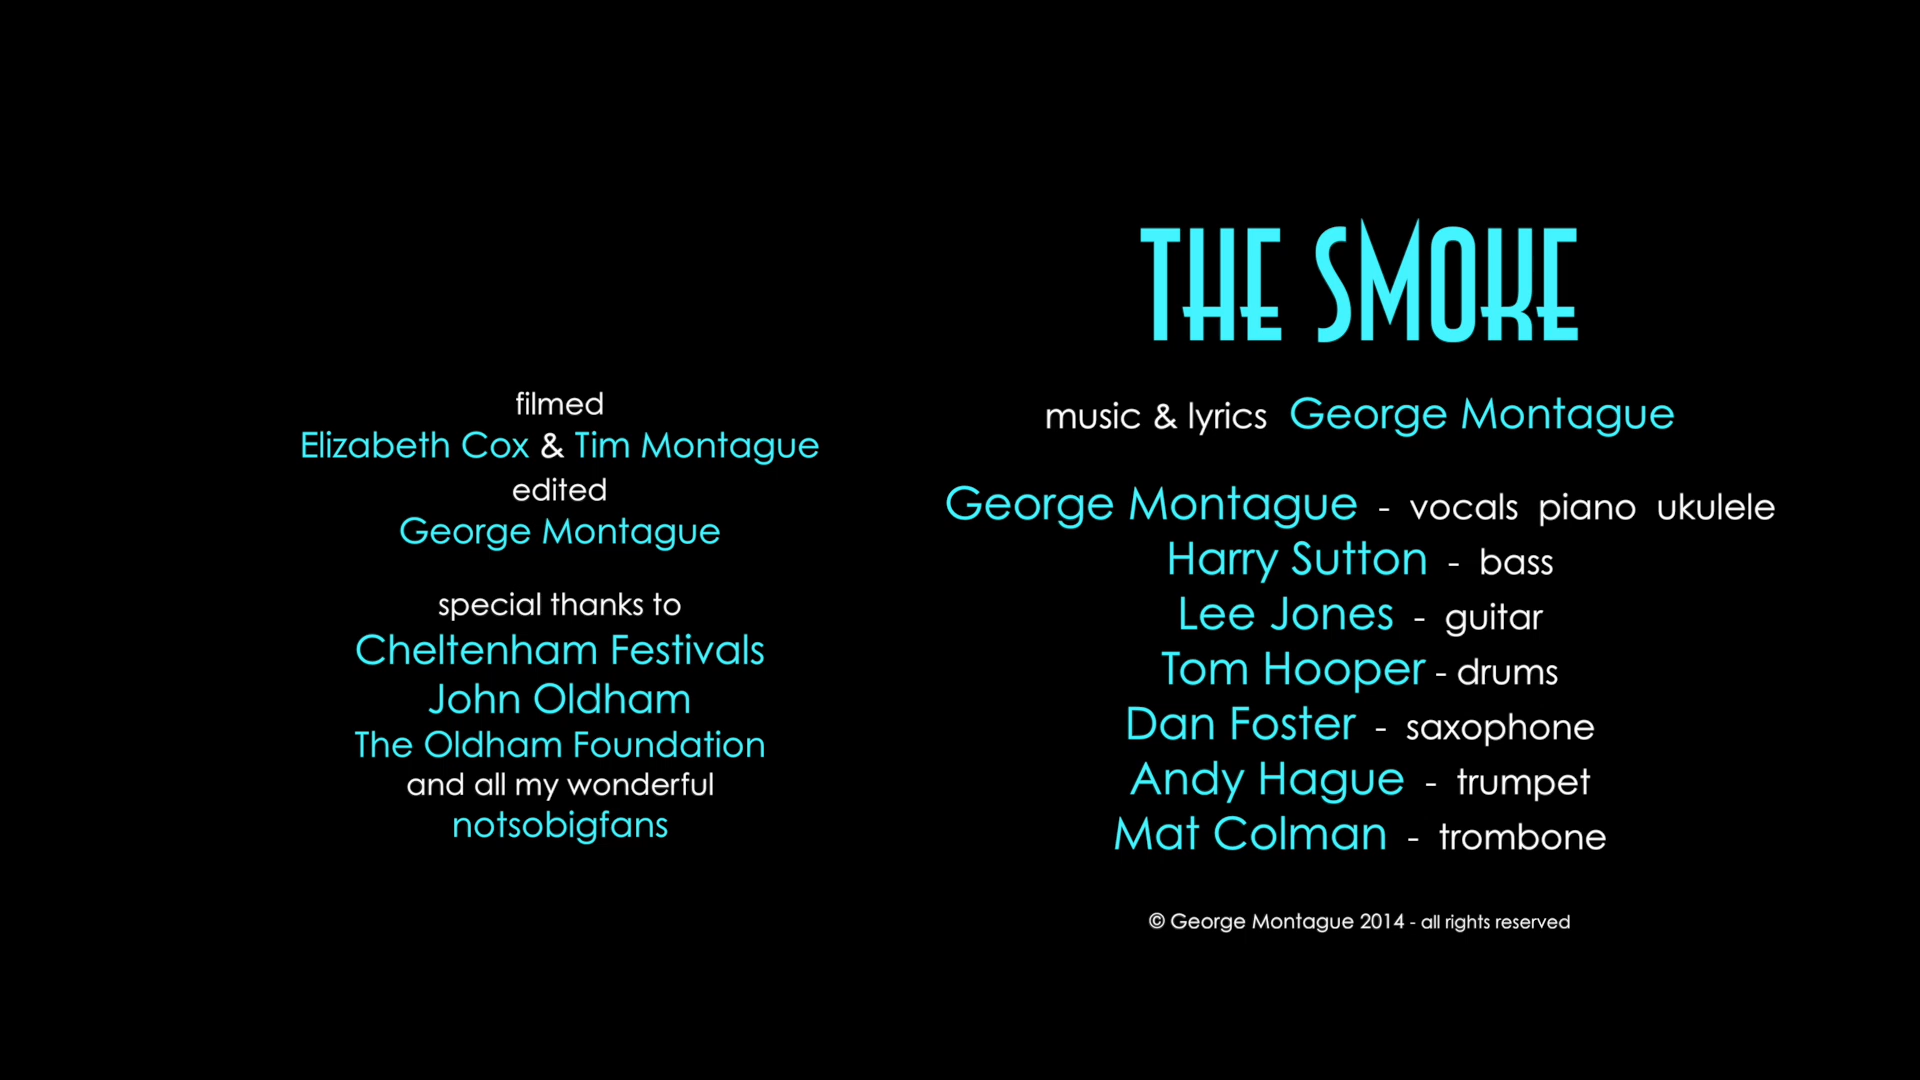 filmed
Elizabeth Cox & Tim Montague
edited
George Montague
special thanks to
Cheltenham Festivals
John Oldham
The Oldham Foundation
and all my wonderful
notsobigfans
THE SMOKE
music & lyrics George Montague
George Montague - vocals piano ukulele
Harry Sutton - bass
Lee Jones - guitar
Tom Hooper - drums
Dan Foster - saxophone
Andy Hague - trumpet
Mat Colman - trombone
© George Montague 2014 - all rights reserved